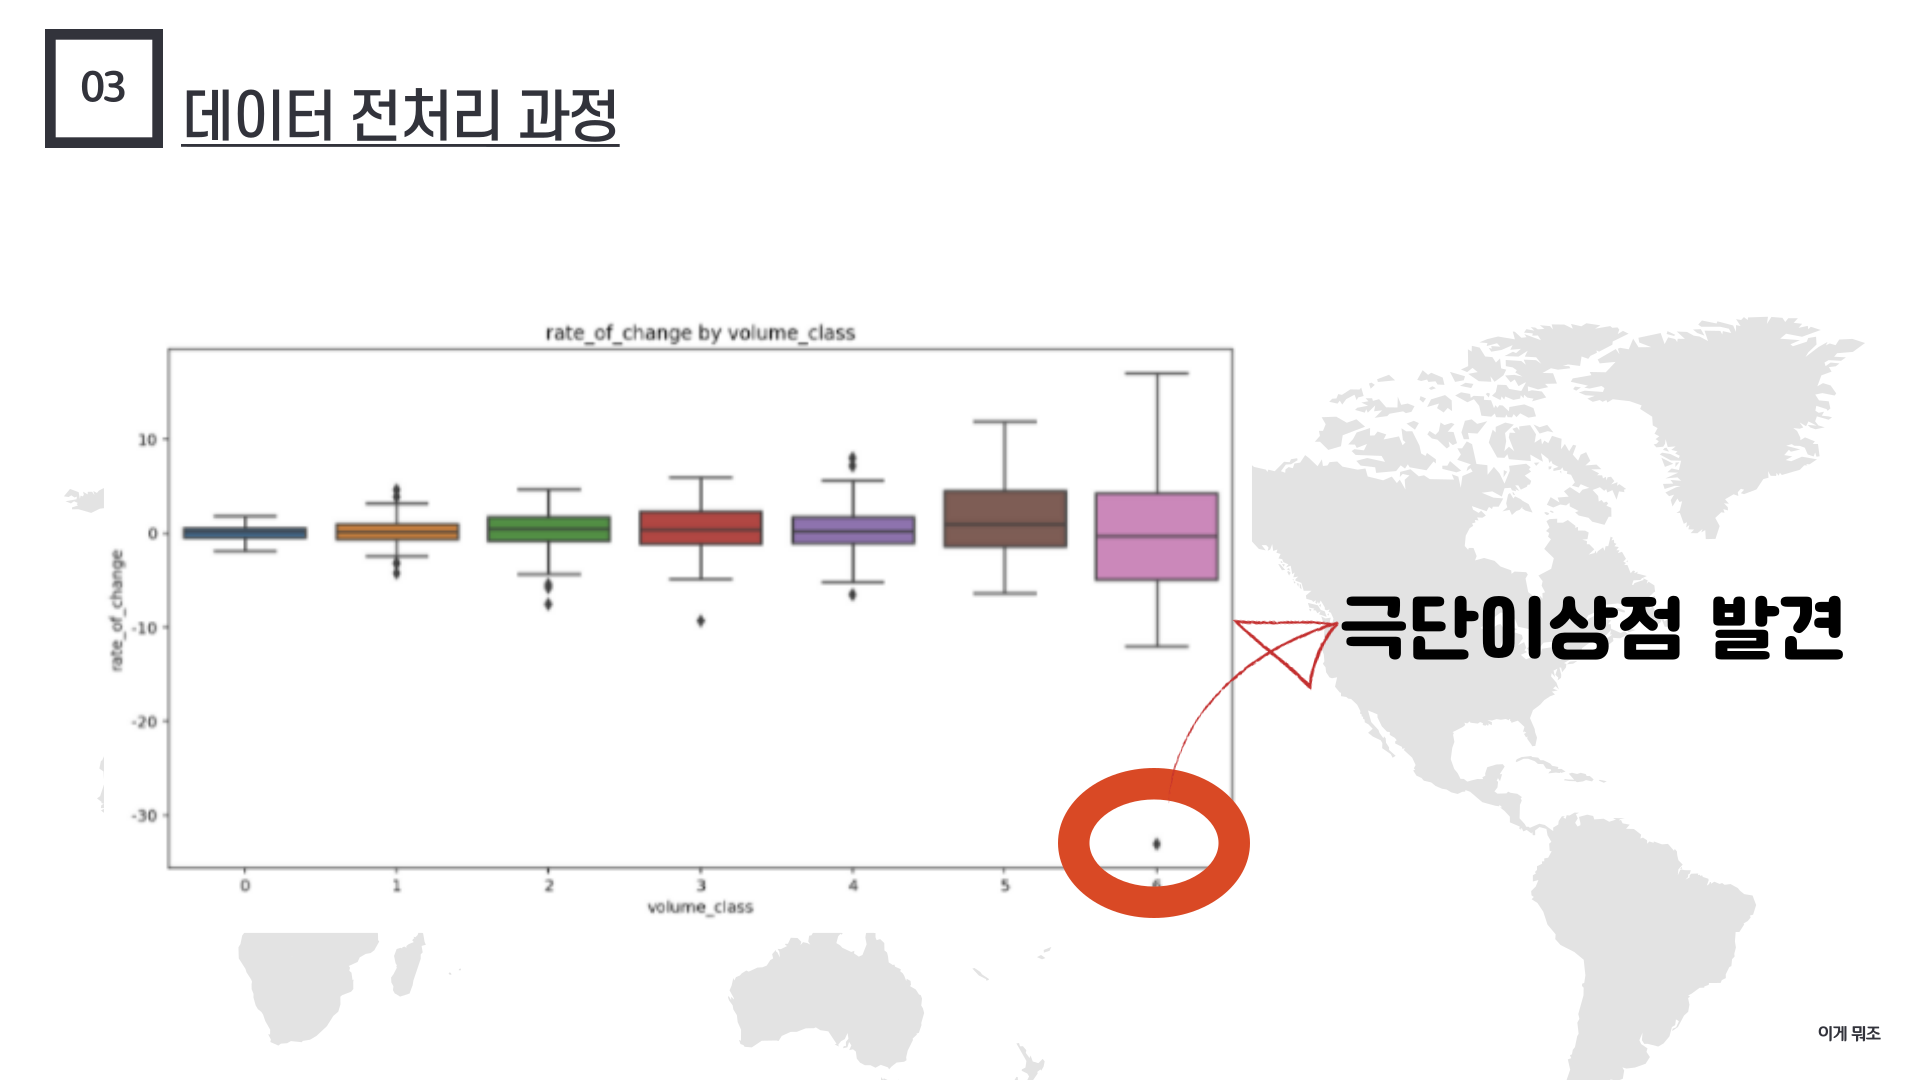 03
데이터 전처리 과정
rate_of_change by volume_class
10
0
-10
-20
-30
rate_of_change
0 1 2 3 4 5 6
volume_class
극단이상점 발견
이게 뭐조